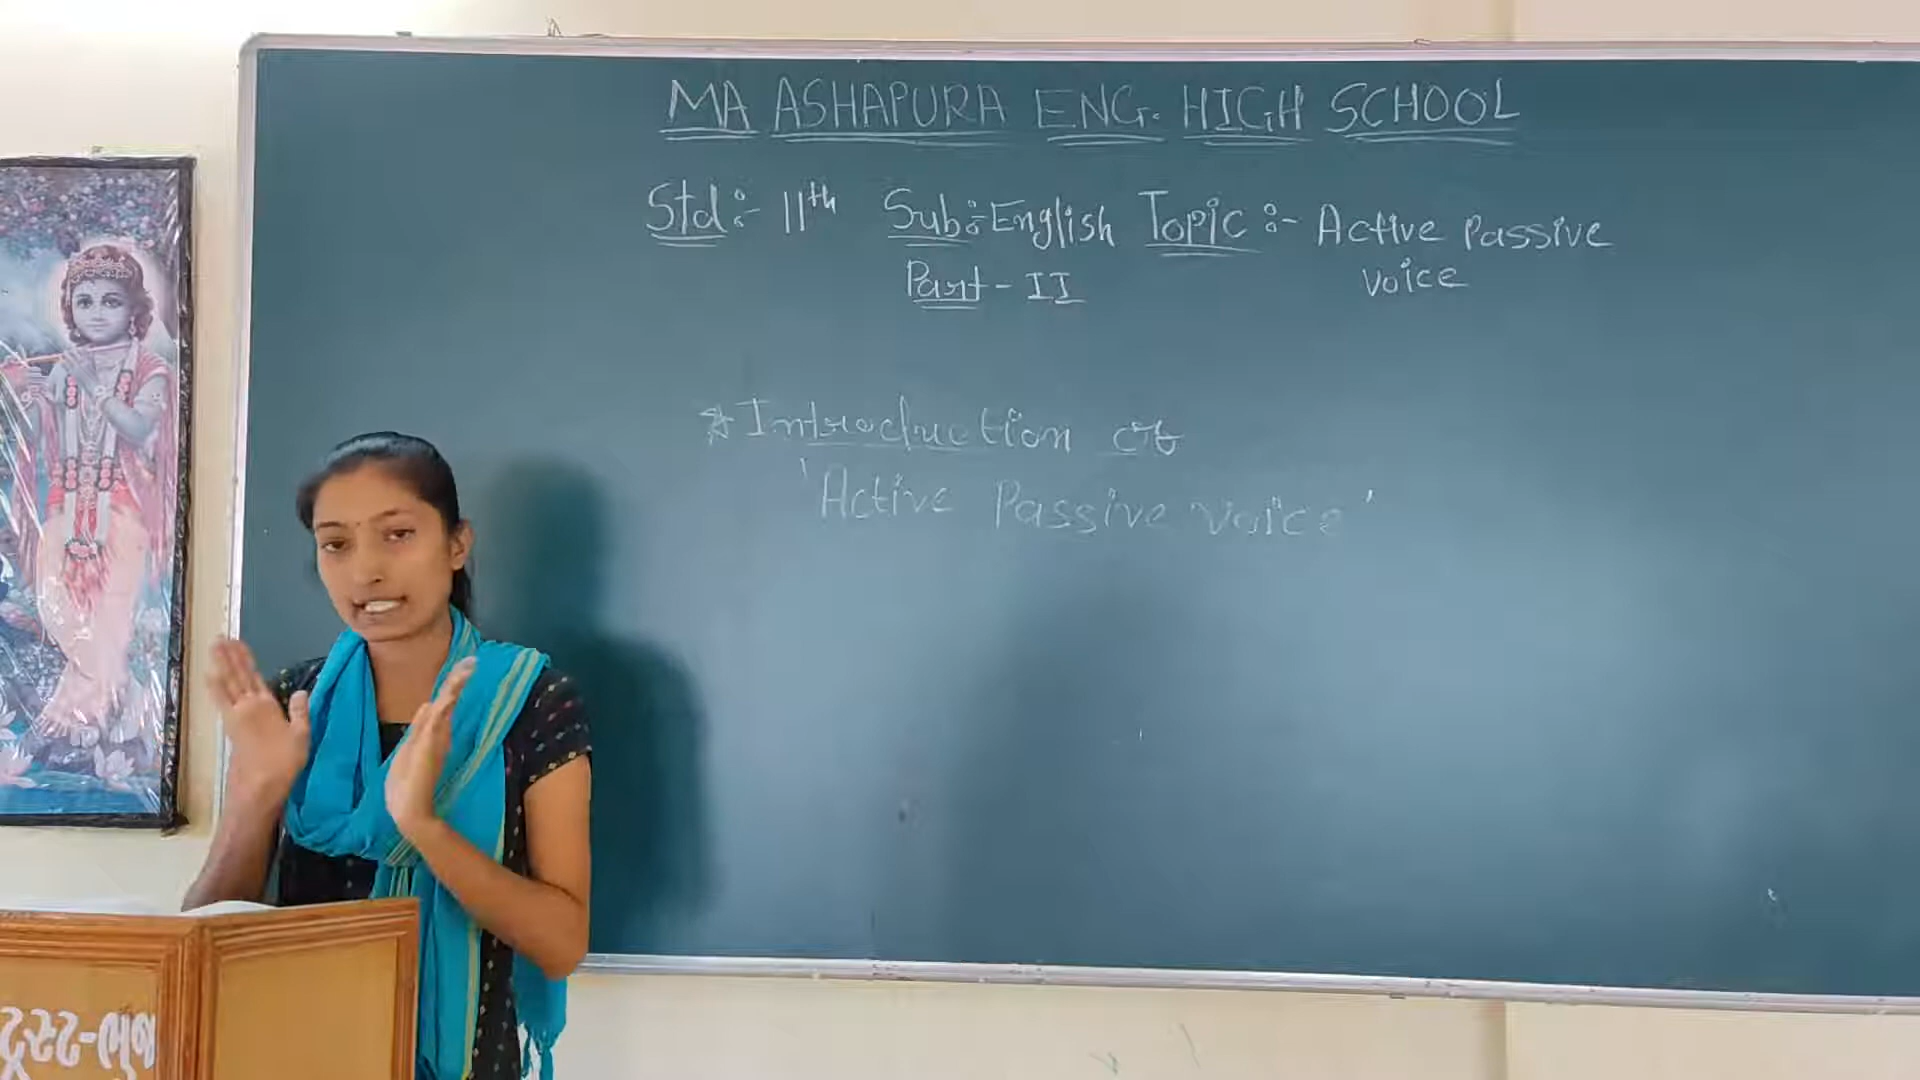 MA ASHAPURA ENG. HIGH SCHOOL
Std:- 11th Sub:- English Topic :- Active Passive
Part - II voice
* Introduction of
'Active Passive voice'